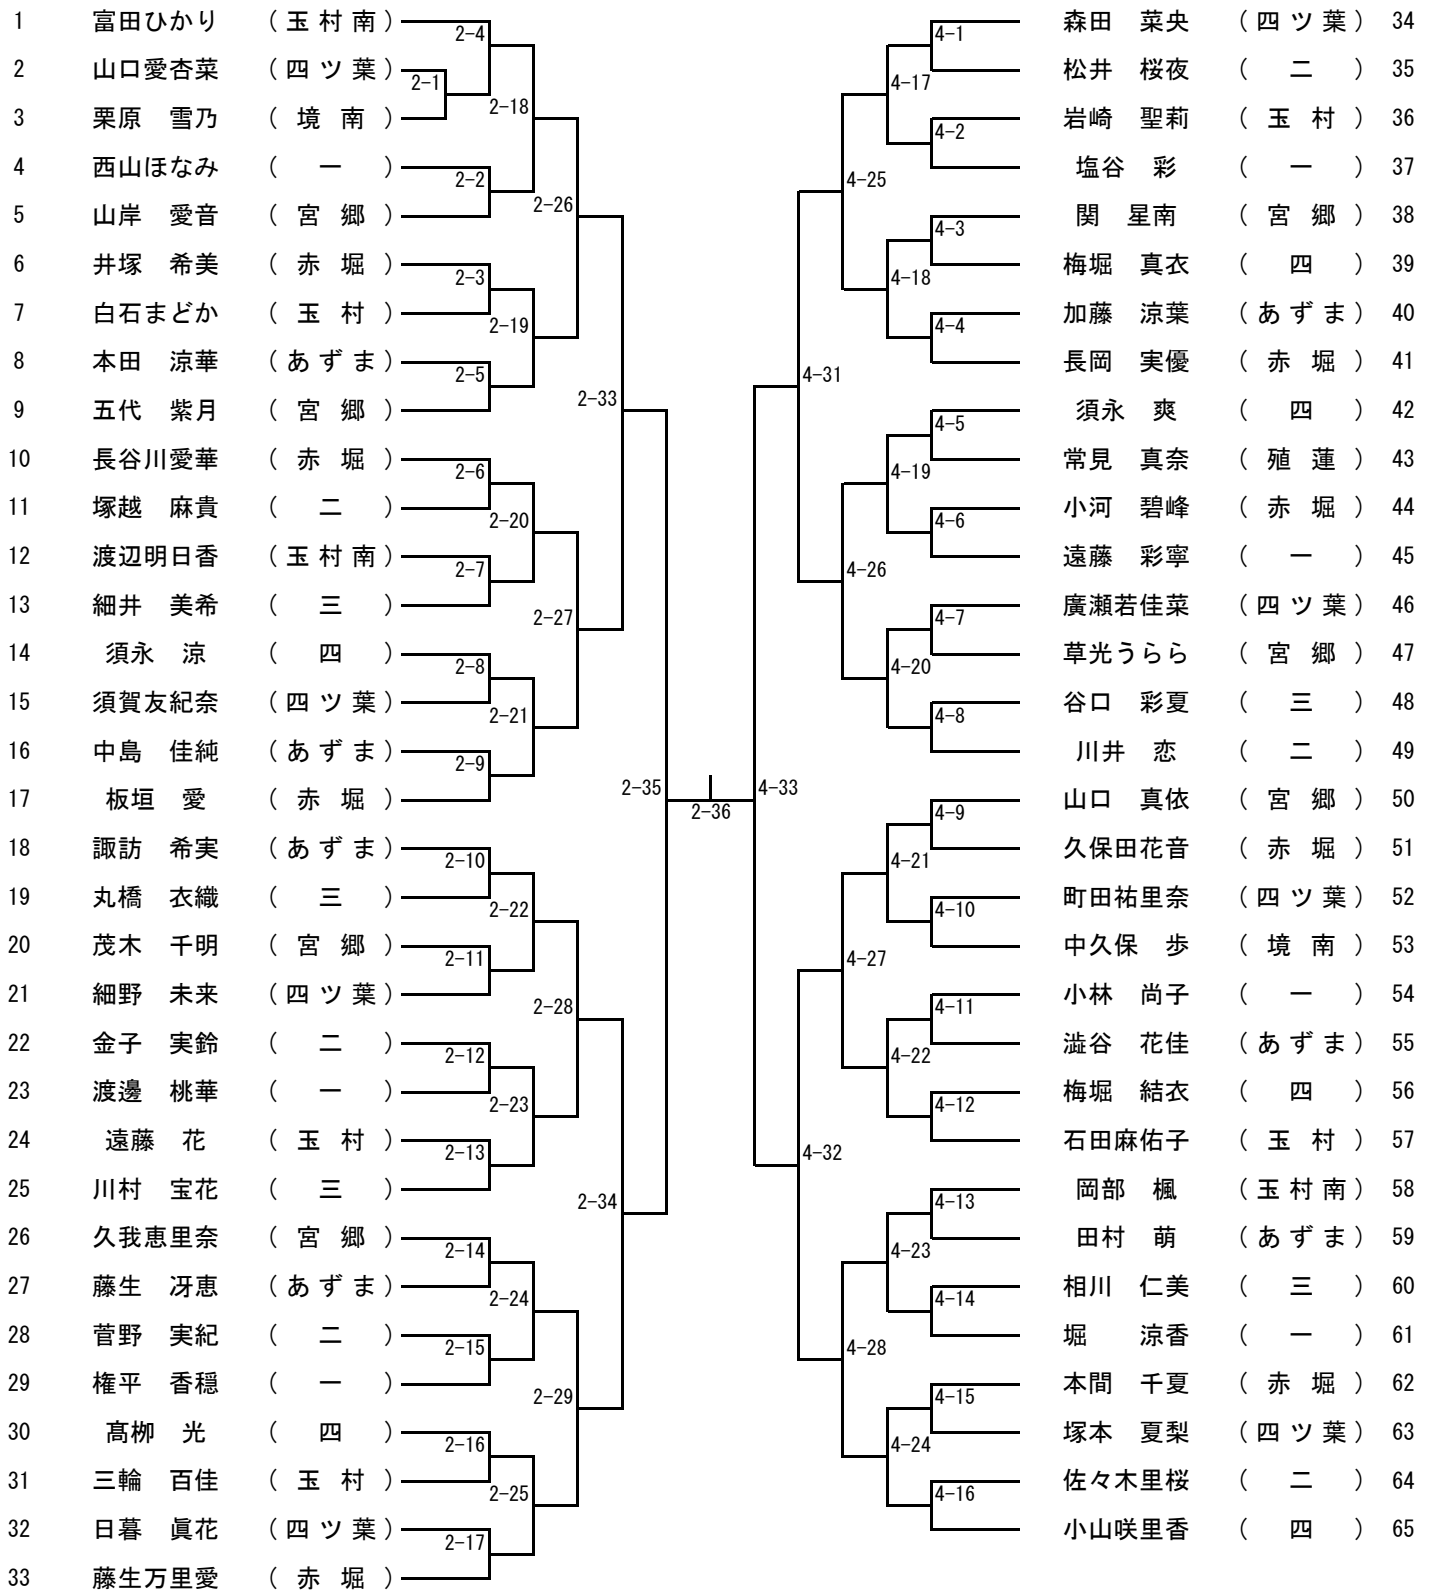 1 富田ひかり （玉村南）
2 山口愛杏菜 （四ツ葉）
3 栗原　雪乃 （境南）
4 西山ほなみ （一）
5 山岸　愛音 （宮郷）
6 井塚　希美 （赤堀）
7 白石まどか （玉村）
8 本田　涼華 （あずま）
9 五代　紫月 （宮郷）
10 長谷川愛華 （赤堀）
11 塚越　麻貴 （二）
12 渡辺明日香 （玉村南）
13 細井　美希 （三）
14 須永　涼 （四）
15 須賀友紀奈 （四ツ葉）
16 中島　佳純 （あずま）
17 板垣　愛 （赤堀）
18 諏訪　希実 （あずま）
19 丸橋　衣織 （三）
20 茂木　千明 （宮郷）
21 細野　未来 （四ツ葉）
22 金子　実鈴 （二）
23 渡邊　桃華 （一）
24 遠藤　花 （玉村）
25 川村　宝花 （三）
26 久我恵里奈 （宮郷）
27 藤生　冴恵 （あずま）
28 菅野　実紀 （二）
29 権平　香穏 （一）
30 髙栁　光 （四）
31 三輪　百佳 （玉村）
32 日暮　眞花 （四ツ葉）
33 藤生万里愛 （赤堀）
2-4
2-1
2-2
2-3
2-5
2-6
2-7
2-8
2-9
2-10
2-11
2-12
2-13
2-14
2-15
2-16
2-17
2-18
2-19
2-20
2-21
2-22
2-23
2-24
2-25
2-26
2-27
2-28
2-29
2-33
2-34
2-35
2-36
4-33
4-31
4-32
4-25
4-26
4-27
4-28
4-17
4-18
4-19
4-20
4-21
4-22
4-23
4-24
4-1
4-2
4-3
4-4
4-5
4-6
4-7
4-8
4-9
4-10
4-11
4-12
4-13
4-14
4-15
4-16
森田　菜央 （四ツ葉） 34
松井　桜夜 （二） 35
岩崎　聖莉 （玉村） 36
塩谷　彩 （一） 37
関　星南 （宮郷） 38
梅堀　真衣 （四） 39
加藤　涼葉 （あずま） 40
長岡　実優 （赤堀） 41
須永　爽 （四） 42
常見　真奈 （殖蓮） 43
小河　碧峰 （赤堀） 44
遠藤　彩寧 （一） 45
廣瀬若佳菜 （四ツ葉） 46
草光うらら （宮郷） 47
谷口　彩夏 （三） 48
川井　恋 （二） 49
山口　真依 （宮郷） 50
久保田花音 （赤堀） 51
町田祐里奈 （四ツ葉） 52
中久保　歩 （境南） 53
小林　尚子 （一） 54
澁谷　花佳 （あずま） 55
梅堀　結衣 （四） 56
石田麻佑子 （玉村） 57
岡部　楓 （玉村南） 58
田村　萌 （あずま） 59
相川　仁美 （三） 60
堀　　涼香 （一） 61
本間　千夏 （赤堀） 62
塚本　夏梨 （四ツ葉） 63
佐々木里桜 （二） 64
小山咲里香 （四） 65